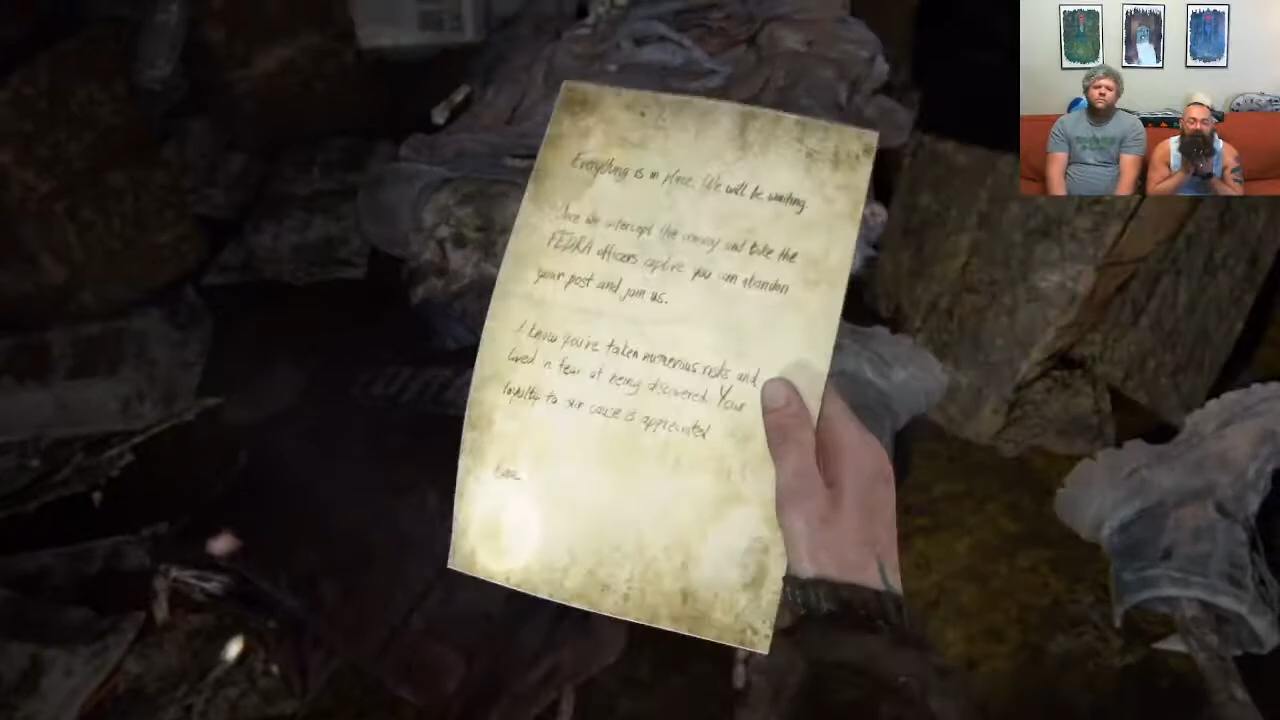 Everything is in place. We will be waiting.
Once we intercept the convoy and take the
FEDRA officers captive you can abandon
your post and join us.
I know you've taken numerous risks and
lived in fear of being discovered. Your
loyalty to our cause is appreciated